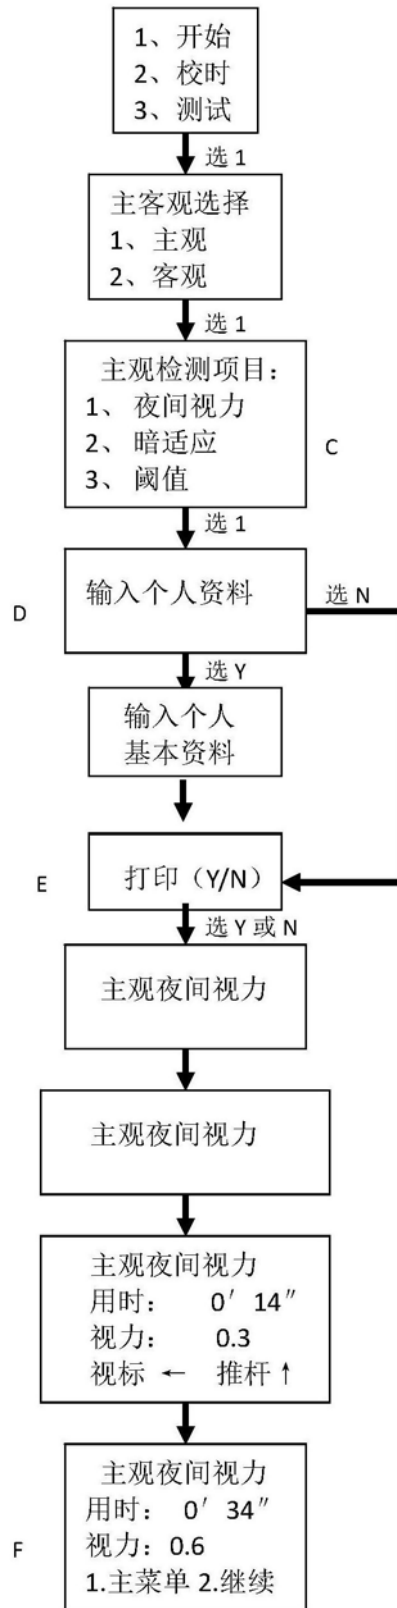 1、开始
2、校时
3、测试
选 1
主客观选择
1、主观
2、客观
选 1
主观检测项目：
1、 夜间视力
2、 暗适应
3、 阈值
C
选 1
D
输入个人资料
选 N
选 Y
输入个人
基本资料
E
打印（Y/N）
选 Y 或 N
主观夜间视力
主观夜间视力
主观夜间视力
用时： 0′ 14″
视力： 0.3
视标 ← 推杆↑
主观夜间视力
用时： 0′ 34″
F
视力：0.6
1.主菜单 2.继续